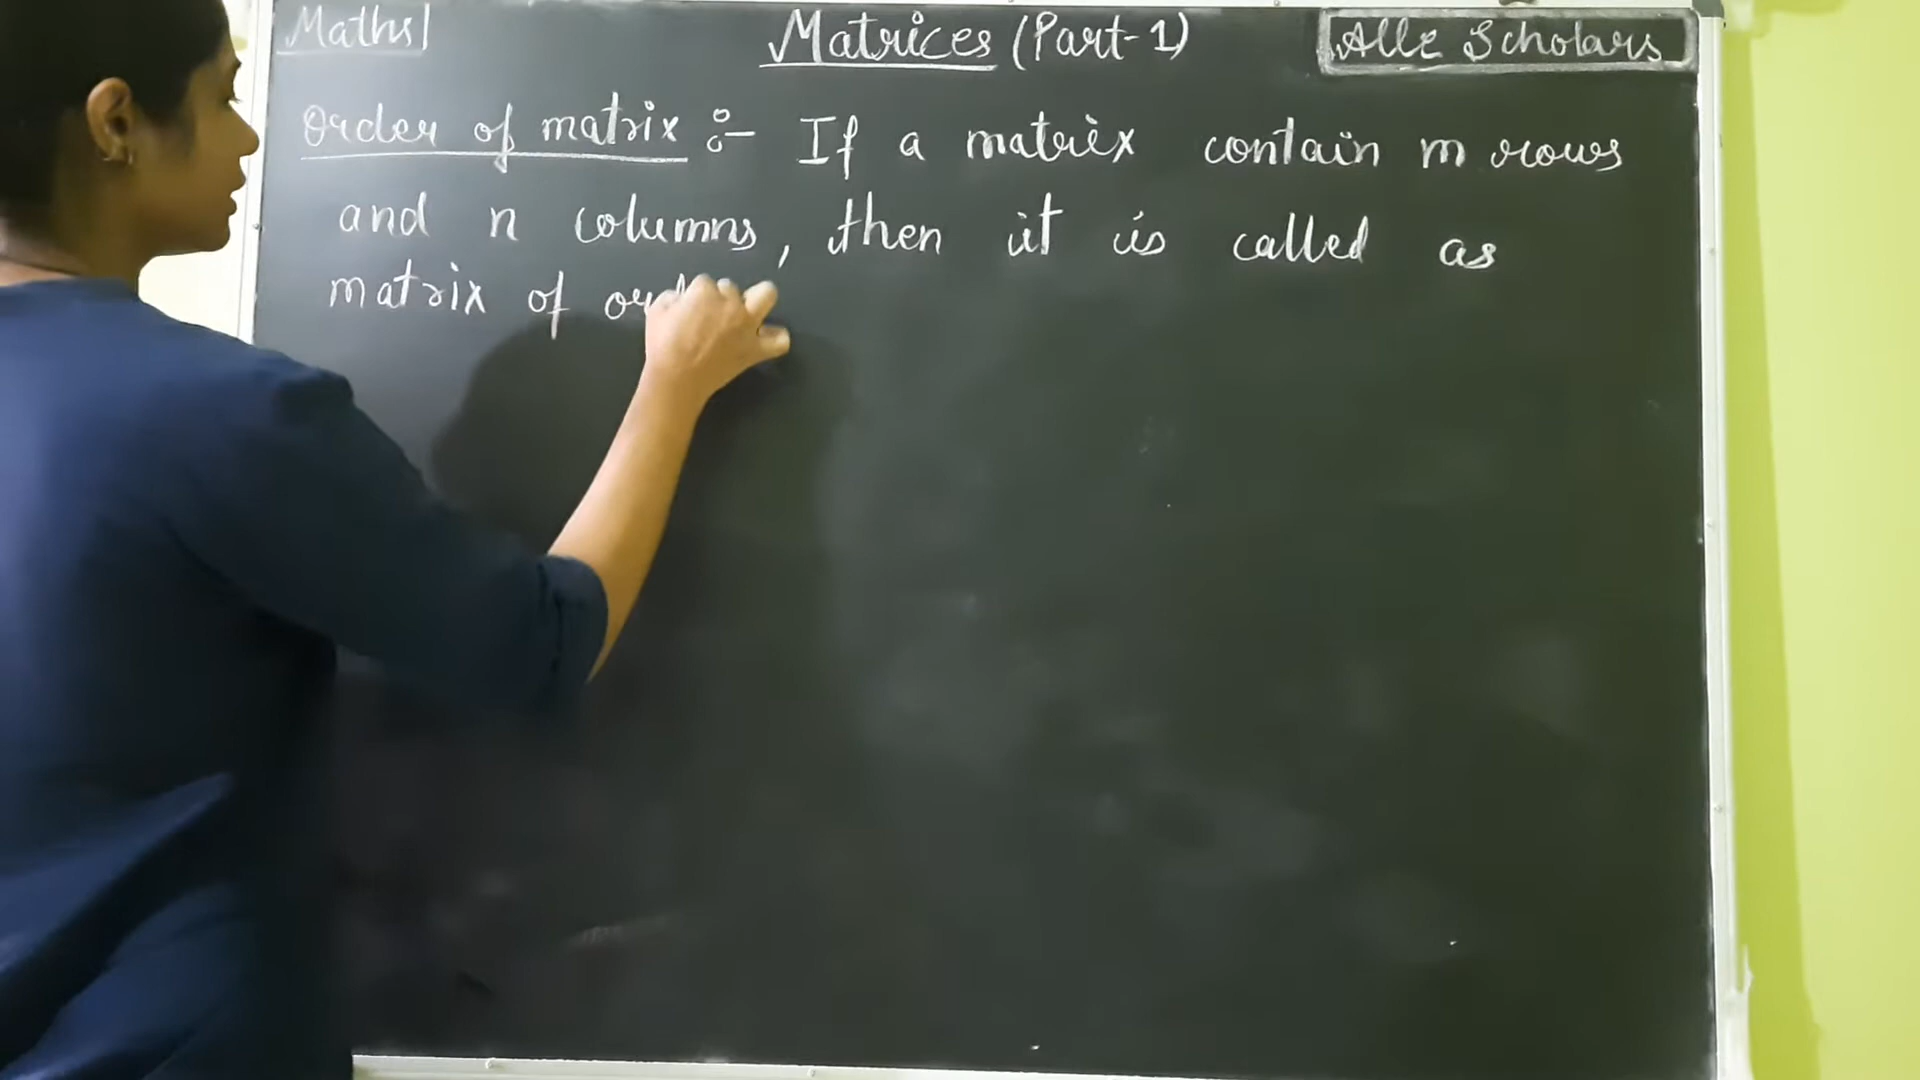 Maths
Matrices (Part-1)
Alle Scholars
Order of matrix :- If a matrix contain m rows
and n columns, then it is called as
matrix of